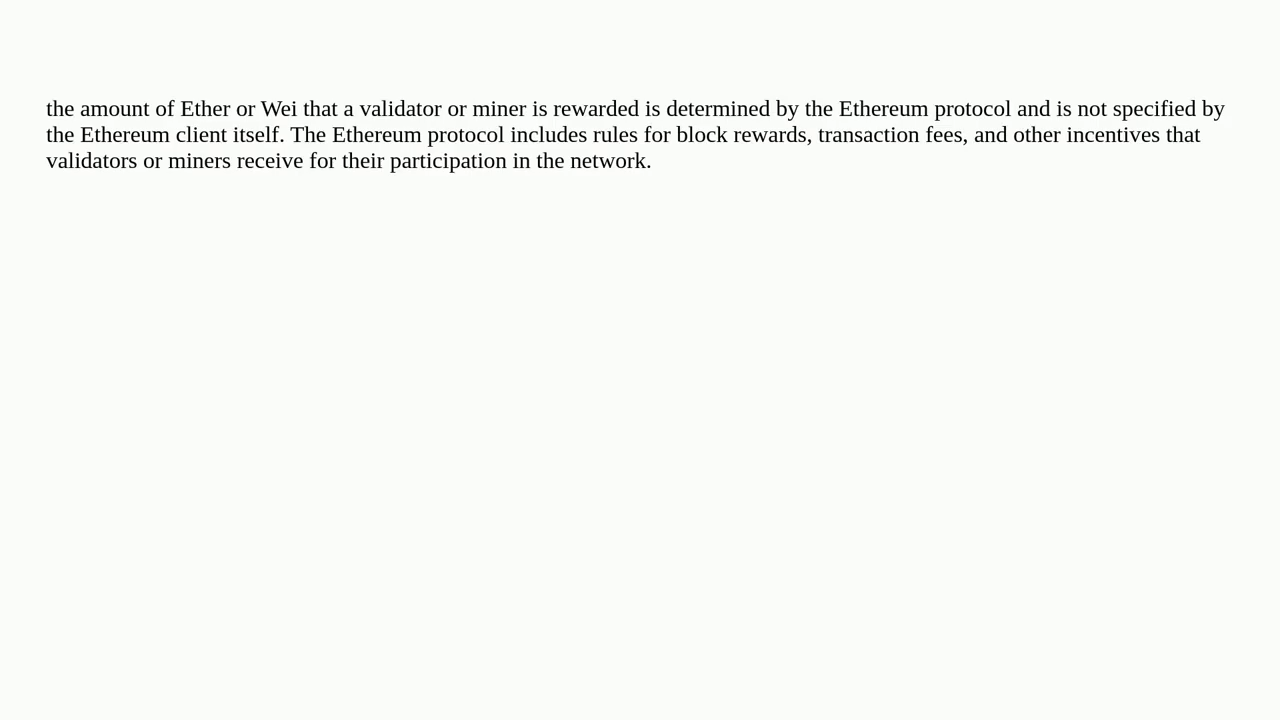 the amount of Ether or Wei that a validator or miner is rewarded is determined by the Ethereum protocol and is not specified by
the Ethereum client itself. The Ethereum protocol includes rules for block rewards, transaction fees, and other incentives that
validators or miners receive for their participation in the network.